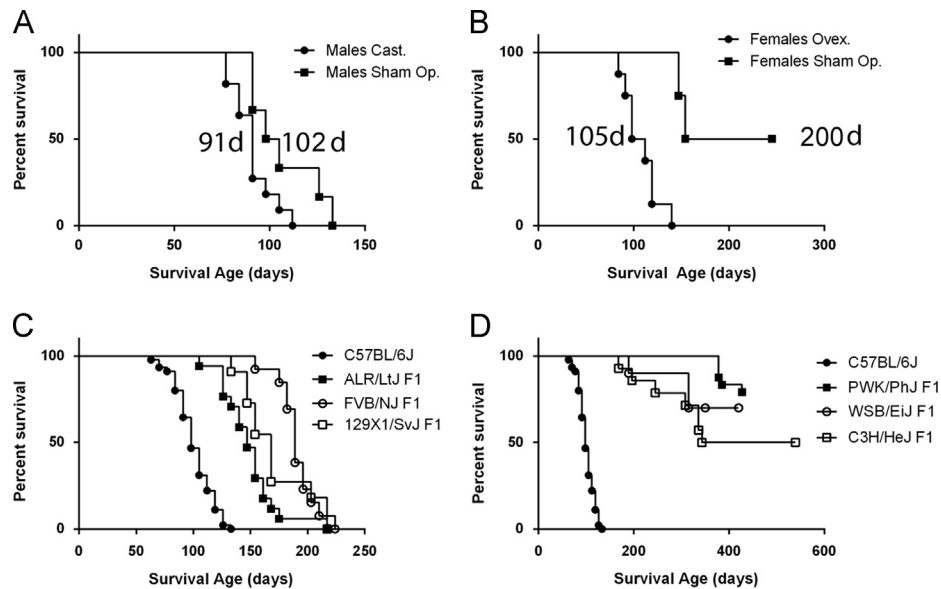 A
Percent survival
100
50
0
0
50
100
150
Survival Age (days)
Males Cast.
Males Sham Op.
91d
102d
B
Percent survival
100
50
0
0
100
200
300
Survival Age (days)
Females Ovex.
Females Sham Op.
105d
200d
C
Percent survival
100
50
0
0
50
100
150
200
250
Survival Age (days)
C57BL/6J
ALR/LtJ F1
FVB/NJ F1
129X1/SvJ F1
D
Percent survival
100
50
0
0
200
400
600
Survival Age (days)
C57BL/6J
PWK/PhJ F1
WSB/EiJ F1
C3H/HeJ F1